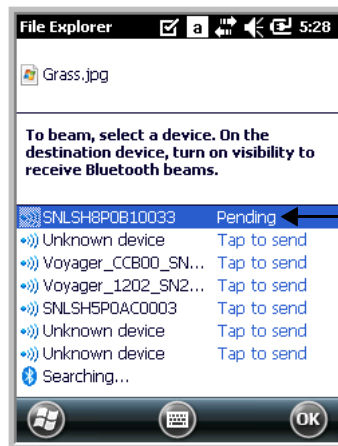 File Explorer a 5:28
Grass.jpg
To beam, select a device. On the
destination device, turn on visibility to
receive Bluetooth beams.
SNLSH8P0B10033 Pending
Unknown device Tap to send
Voyager_CCB00_SN... Tap to send
Voyager_1202_SN2... Tap to send
SNLSH5P0AC0003 Tap to send
Unknown device Tap to send
Unknown device Tap to send
Searching...
OK